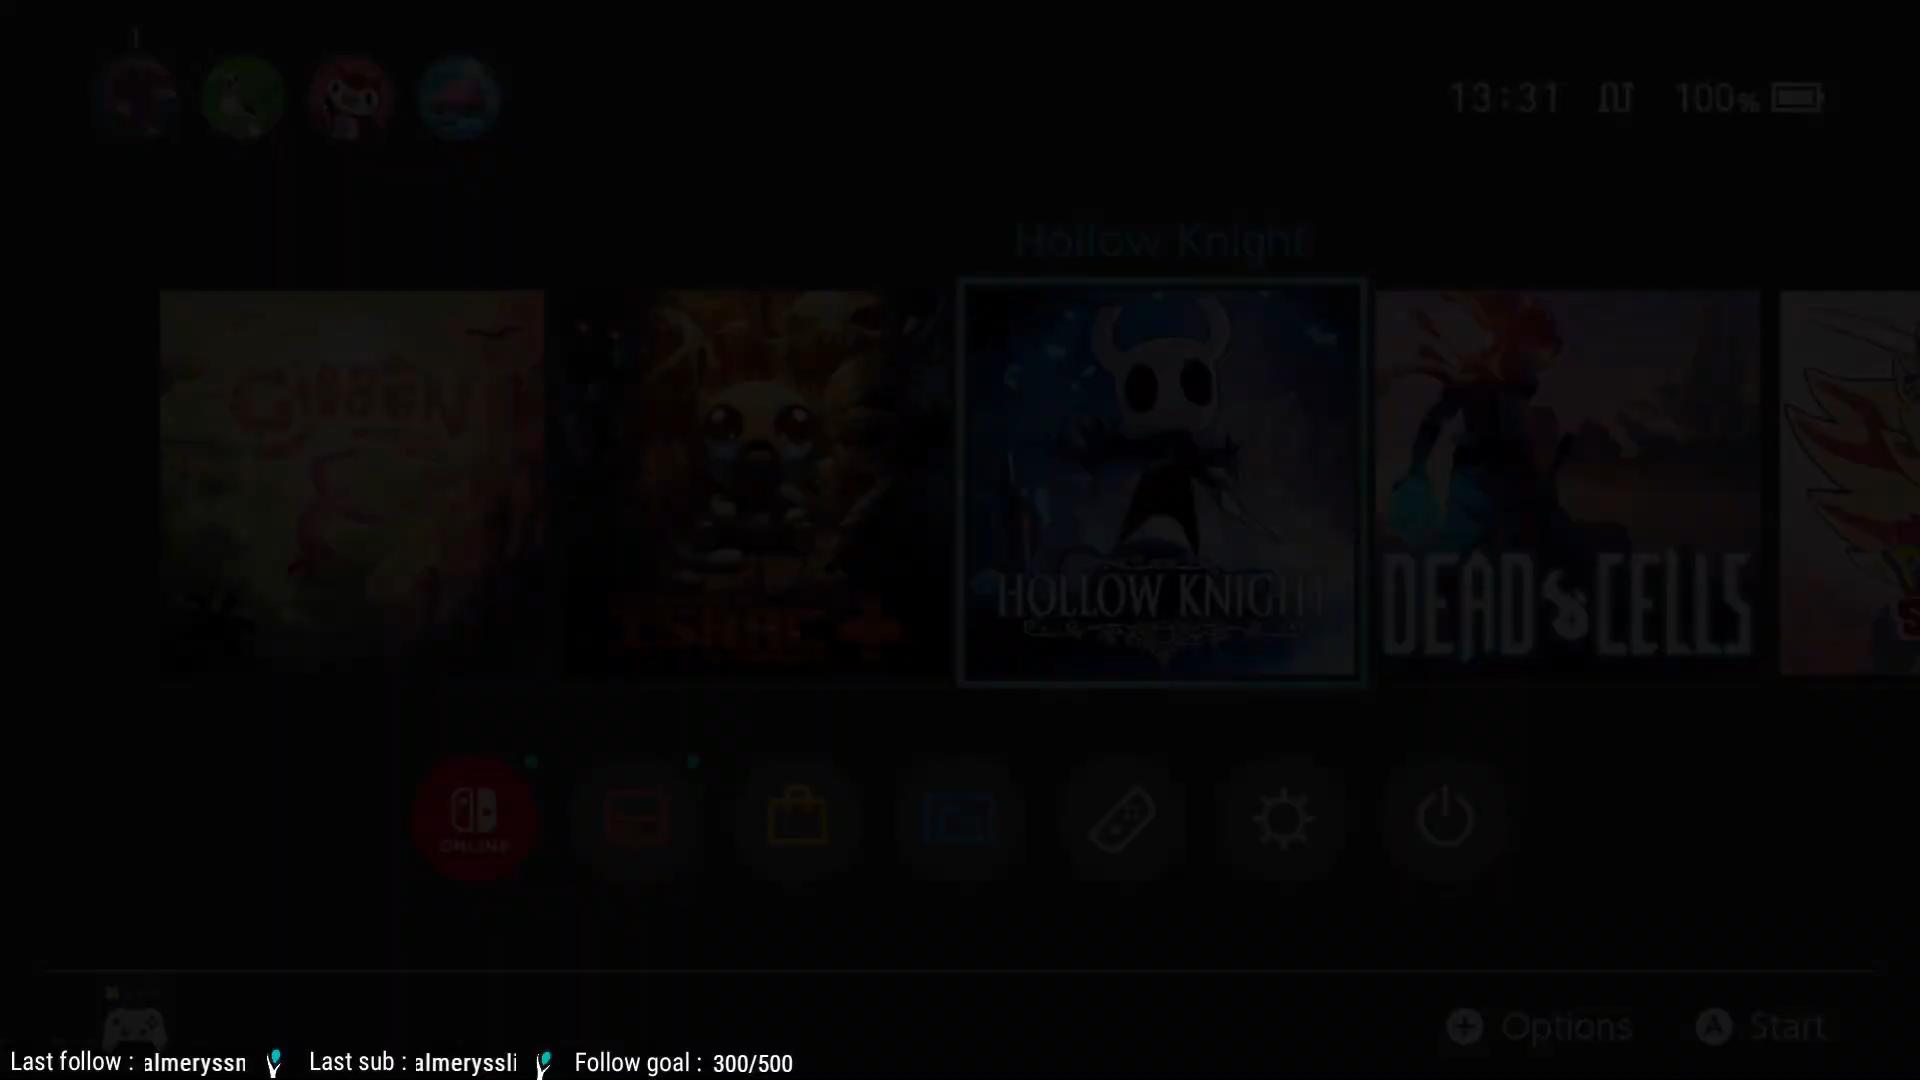 13:31 100%
Hollow Knight
HOLLOW KNIGHT
DEAD CELLS
ONLINE
Options Start
Last follow : almeryssn Last sub : almeryssli Follow goal : 300/500